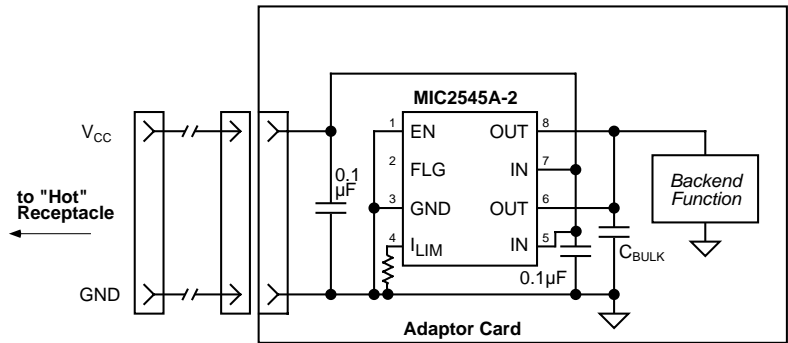 MIC2545A-2
1 EN OUT 8
2 FLG IN 7
3 GND OUT 6
4 ILIM IN 5
VCC
to "Hot"
Receptacle
GND
0.1
µF
0.1µF
CBULK
Backend
Function
Adaptor Card